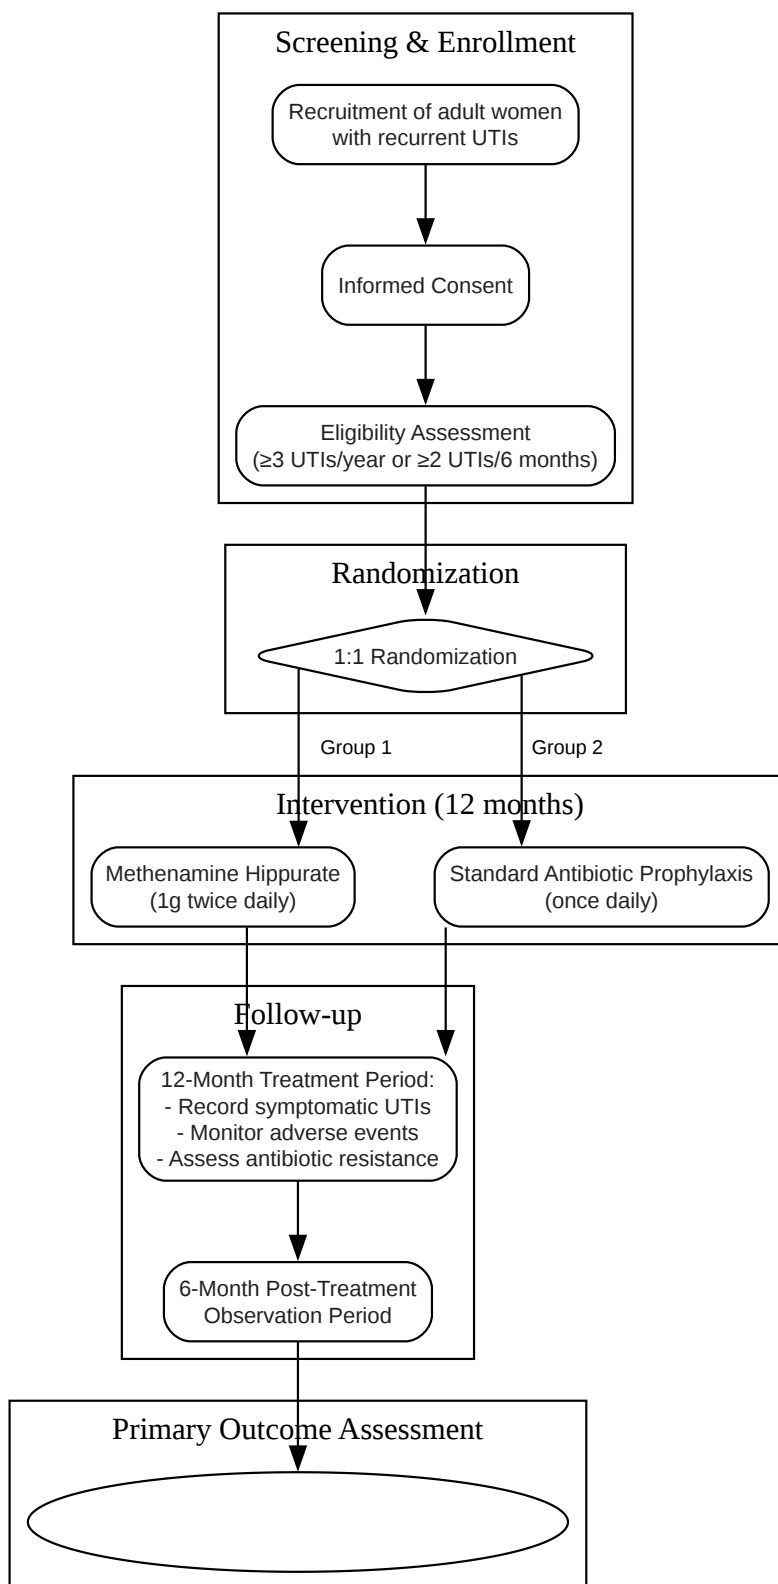 Screening & Enrollment
Recruitment of adult women
with recurrent UTIs
Informed Consent
Eligibility Assessment
(≥3 UTIs/year or ≥2 UTIs/6 months)
Randomization
1:1 Randomization
Group 1
Group 2
Intervention (12 months)
Methenamine Hippurate
(1g twice daily)
Standard Antibiotic Prophylaxis
(once daily)
Follow-up
12-Month Treatment Period:
- Record symptomatic UTIs
- Monitor adverse events
- Assess antibiotic resistance
6-Month Post-Treatment
Observation Period
Primary Outcome Assessment